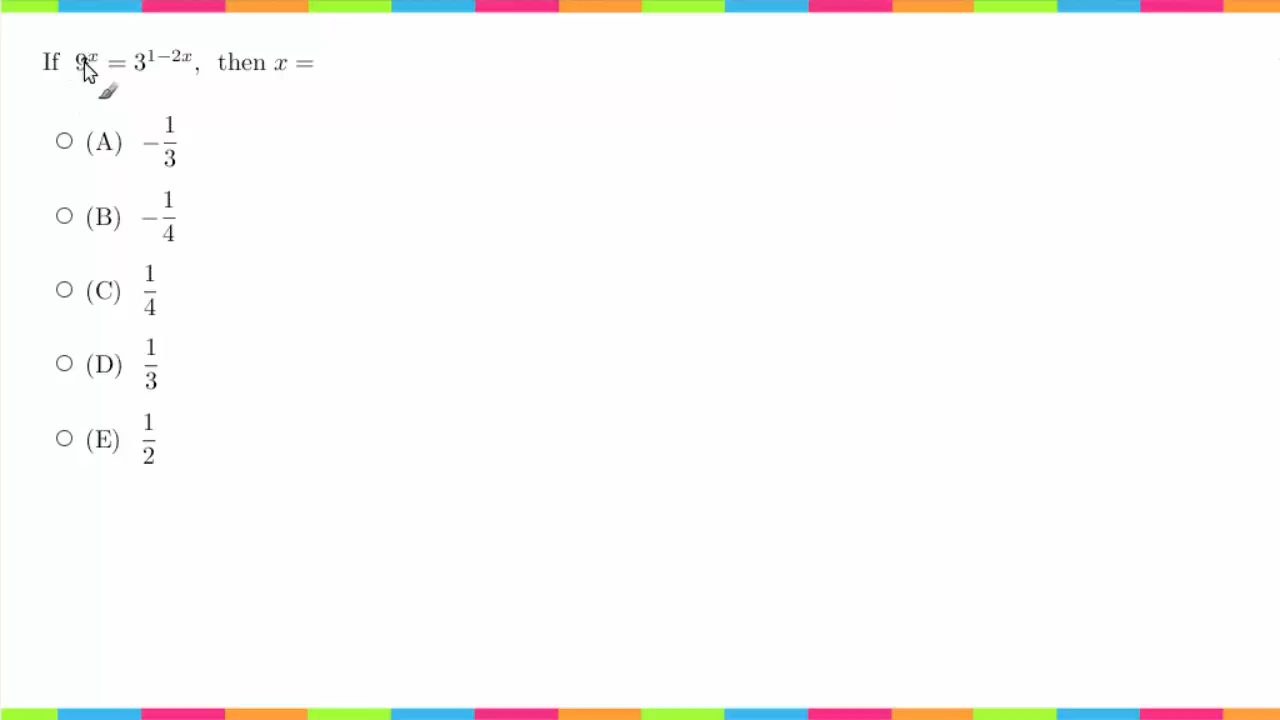 If 9^x = 3^{1−2x}, then x =
(A) −1/3
(B) −1/4
(C) 1/4
(D) 1/3
(E) 1/2